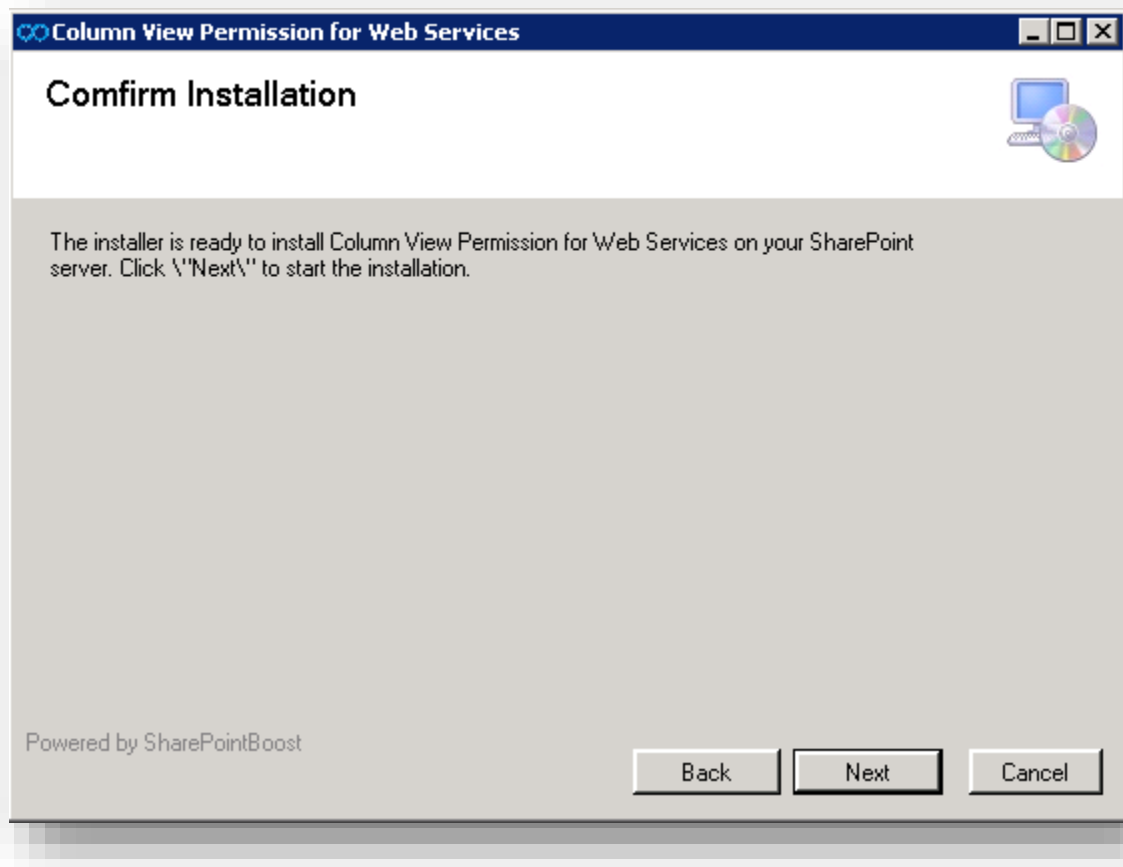 Column View Permission for Web Services
Comfirm Installation
The installer is ready to install Column View Permission for Web Services on your SharePoint
server. Click \"Next\" to start the installation.
Powered by SharePointBoost
Back
Next
Cancel